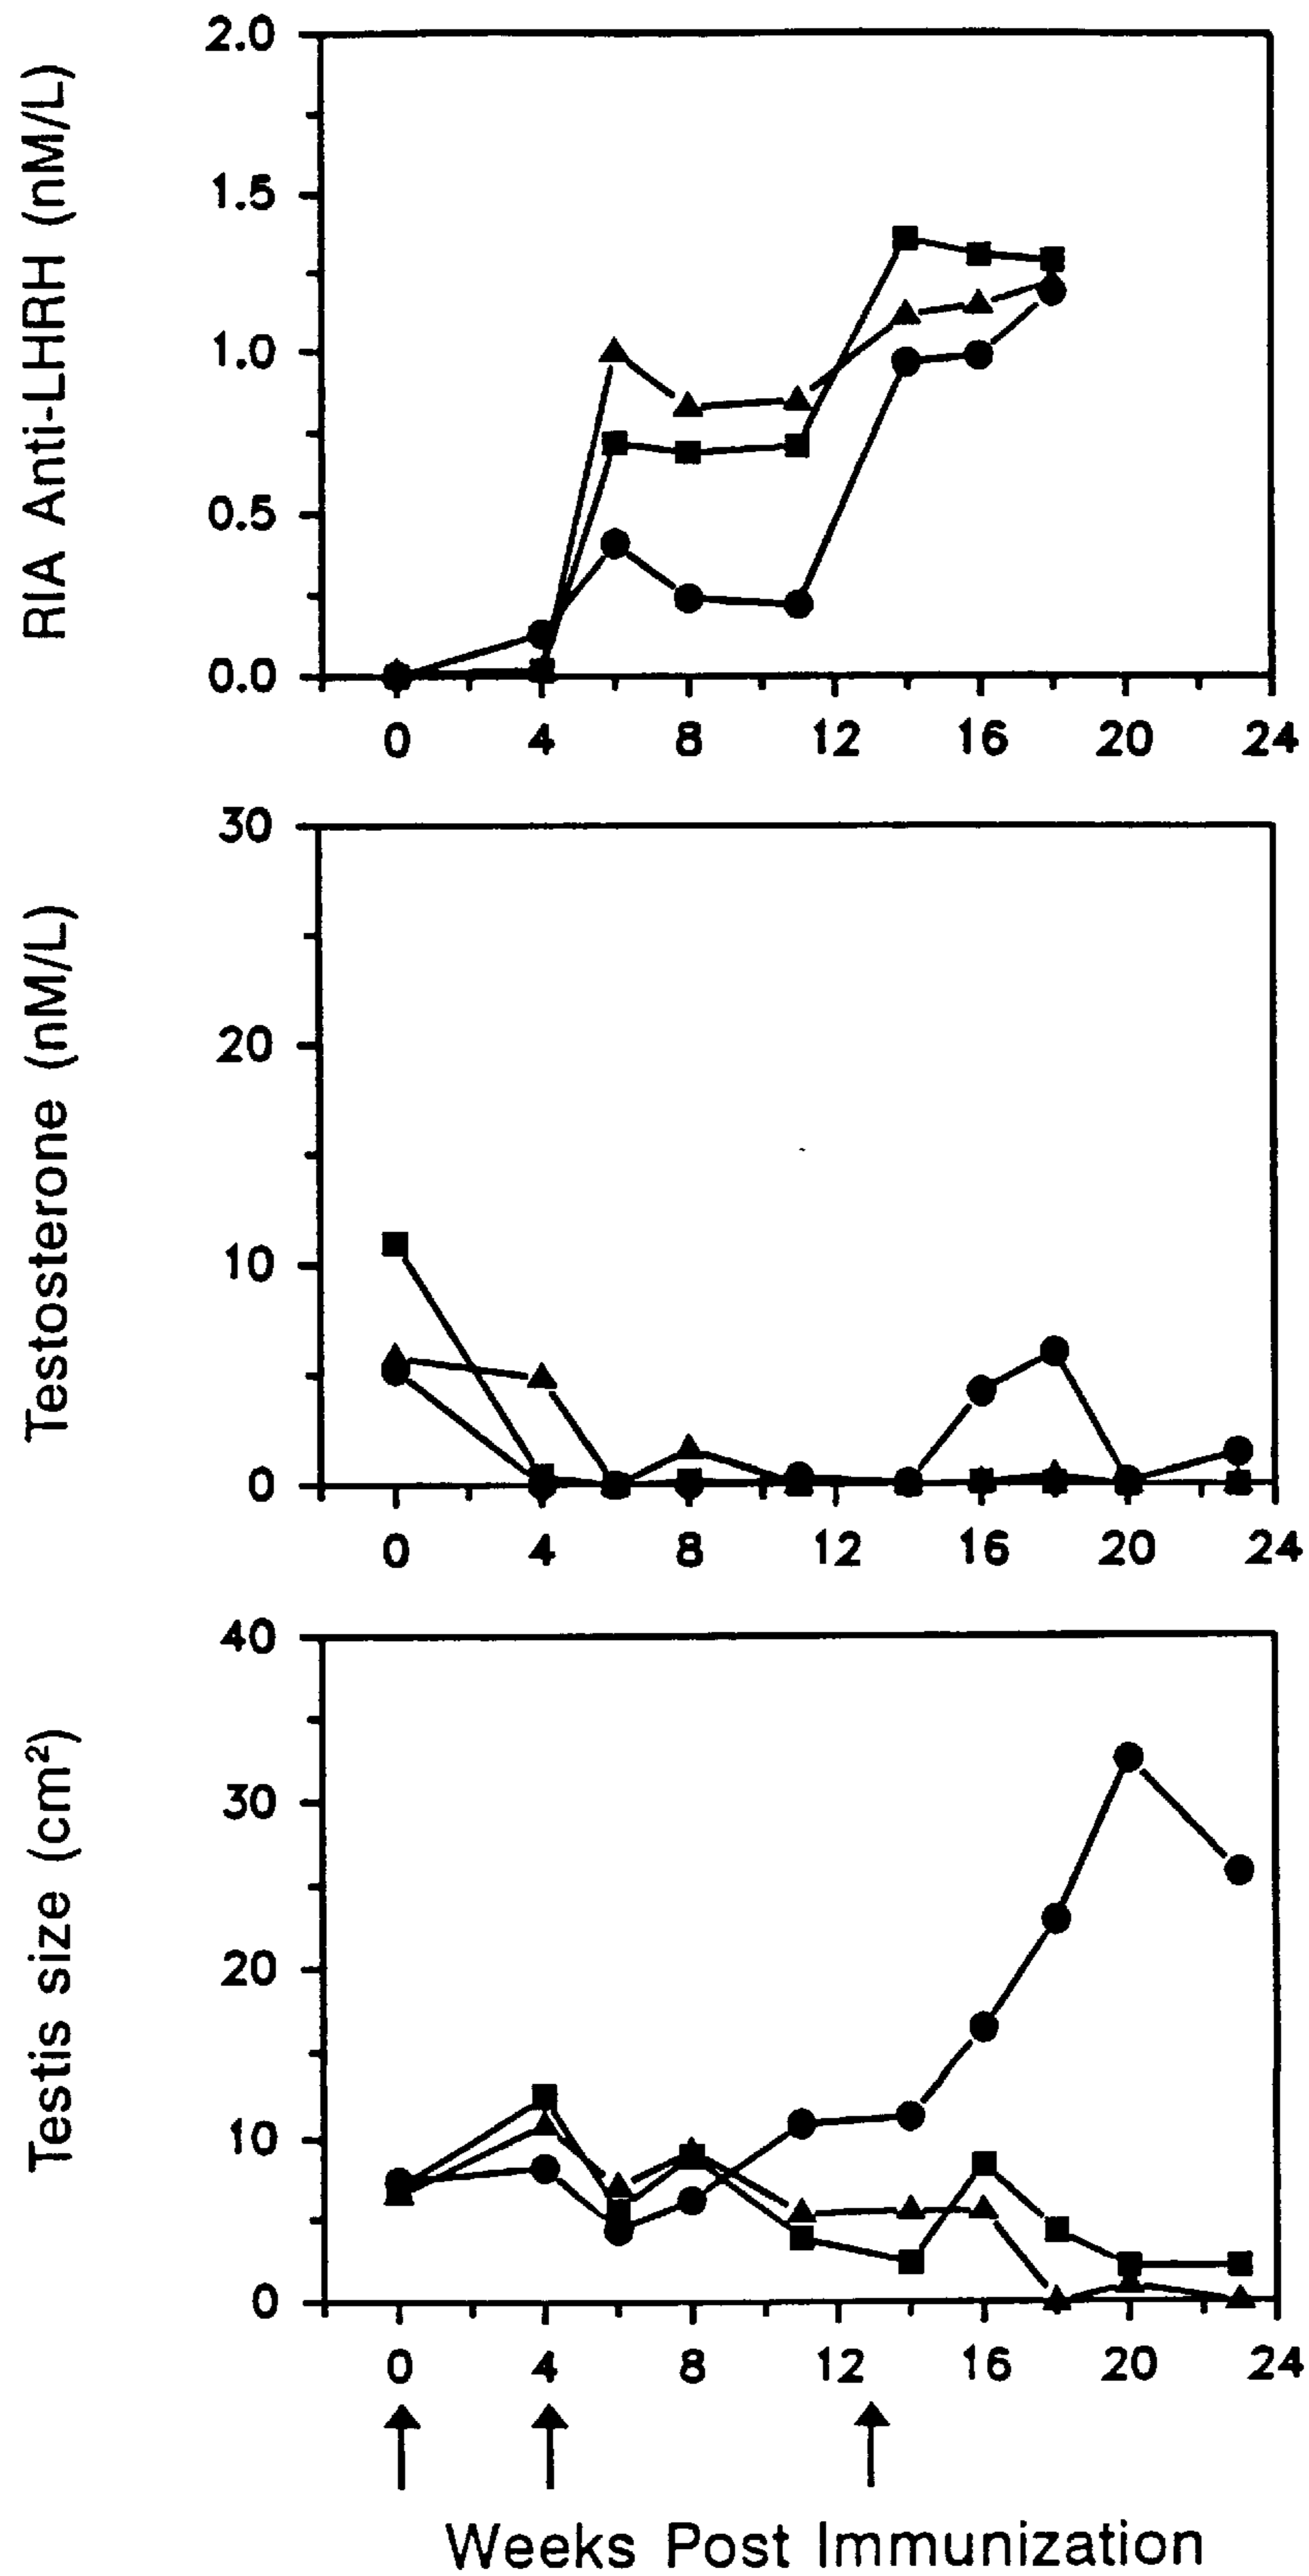 RIA Anti-LHRH (nM/L)
2.0
1.5
1.0
0.5
0.0
0 4 8 12 16 20 24
Testosterone (nM/L)
30
20
10
0
0 4 8 12 16 20 24
Testis size (cm²)
40
30
20
10
0
0 4 8 12 16 20 24
Weeks Post Immunization